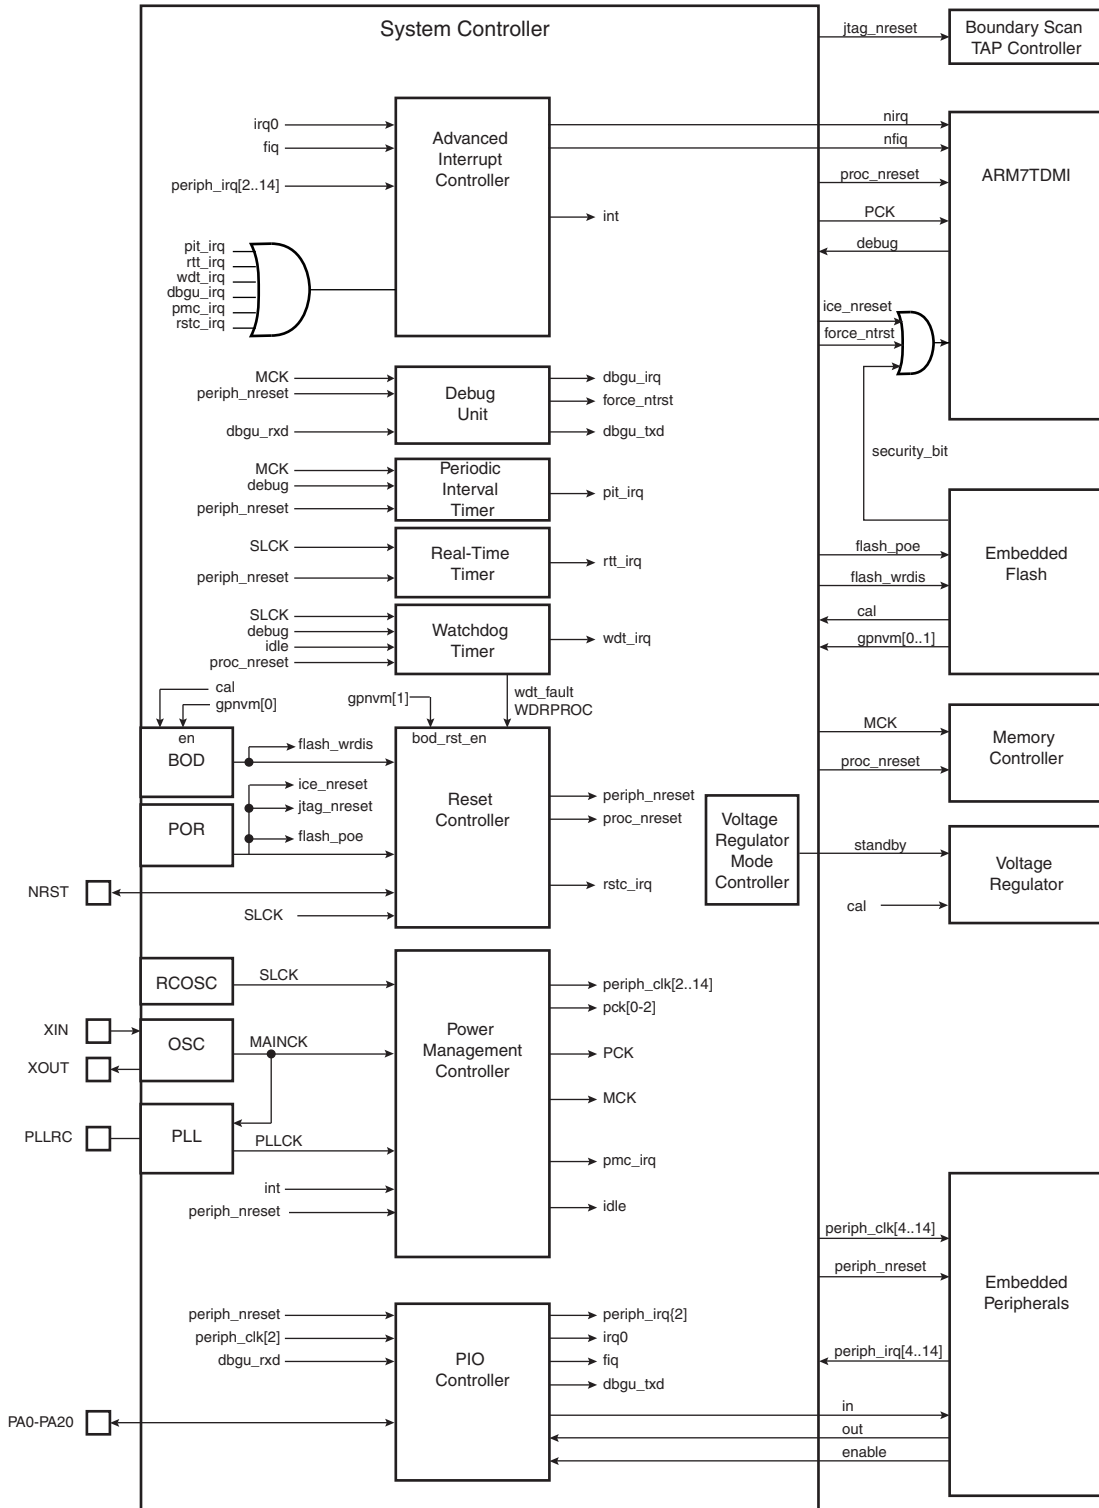 System Controller
jtag_nreset
Boundary Scan
TAP Controller
irq0
fiq
periph_irq[2..14]
Advanced
Interrupt
Controller
int
nirq
nfiq
proc_nreset
PCK
debug
ARM7TDMI
pit_irq
rtt_irq
wdt_irq
dbgu_irq
pmc_irq
rstc_irq
ice_nreset
force_ntrst
security_bit
MCK
periph_nreset
dbgu_rxd
Debug
Unit
dbgu_irq
force_ntrst
dbgu_txd
MCK
debug
periph_nreset
Periodic
Interval
Timer
pit_irq
SLCK
periph_nreset
Real-Time
Timer
rtt_irq
flash_poe
flash_wrdis
cal
gpnvm[0..1]
Embedded
Flash
SLCK
debug
idle
proc_nreset
Watchdog
Timer
wdt_irq
cal
gpnvm[0]
gpnvm[1]
wdt_fault
WDRPROC
en
BOD
flash_wrdis
bod_rst_en
Reset
Controller
MCK
proc_nreset
Memory
Controller
POR
ice_nreset
jtag_nreset
flash_poe
periph_nreset
proc_nreset
rstc_irq
Voltage
Regulator
Mode
Controller
standby
cal
Voltage
Regulator
NRST
SLCK
RCOSC
SLCK
XIN
XOUT
OSC
MAINCK
PLLRC
PLL
PLLCK
int
periph_nreset
Power
Management
Controller
periph_clk[2..14]
pck[0-2]
PCK
MCK
pmc_irq
idle
periph_clk[4..14]
periph_nreset
periph_irq[4..14]
Embedded
Peripherals
periph_nreset
periph_clk[2]
dbgu_rxd
PIO
Controller
periph_irq{2]
irq0
fiq
dbgu_txd
PA0-PA20
in
out
enable